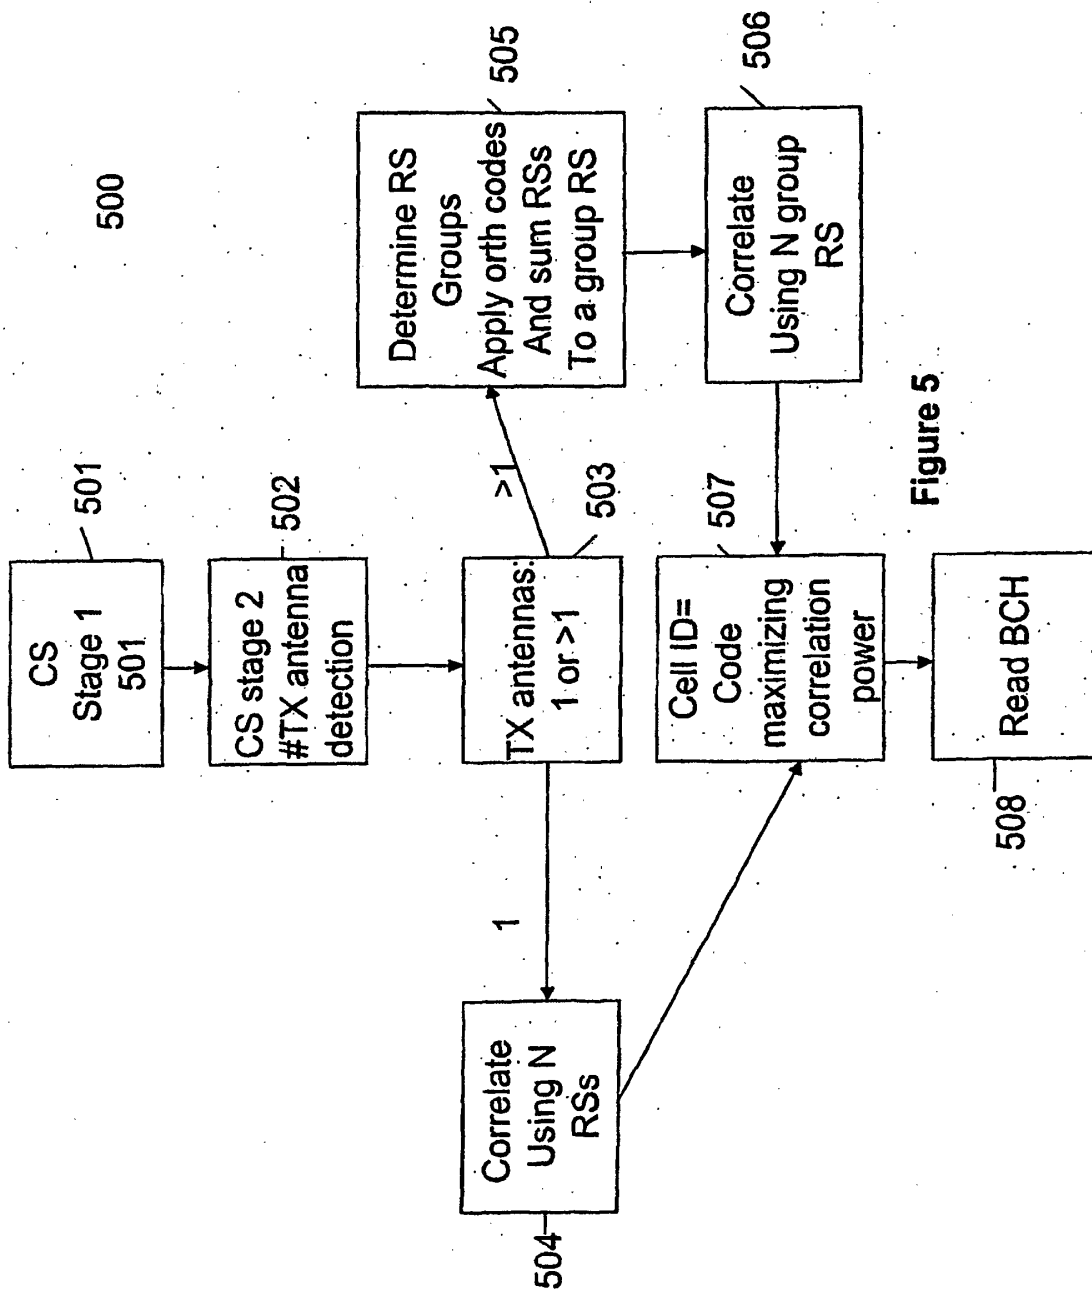 500
CS
Stage 1
501
501
CS stage 2
#TX antenna
detection
502
TX antennas:
1 or >1
503
1
>1
Correlate
Using N
RSs
504
Determine RS
Groups
Apply orth codes
And sum RSs
To a group RS
505
Correlate
Using N group
RS
506
Cell ID=
Code
maximizing
correlation
power
507
Read BCH
508
Figure 5